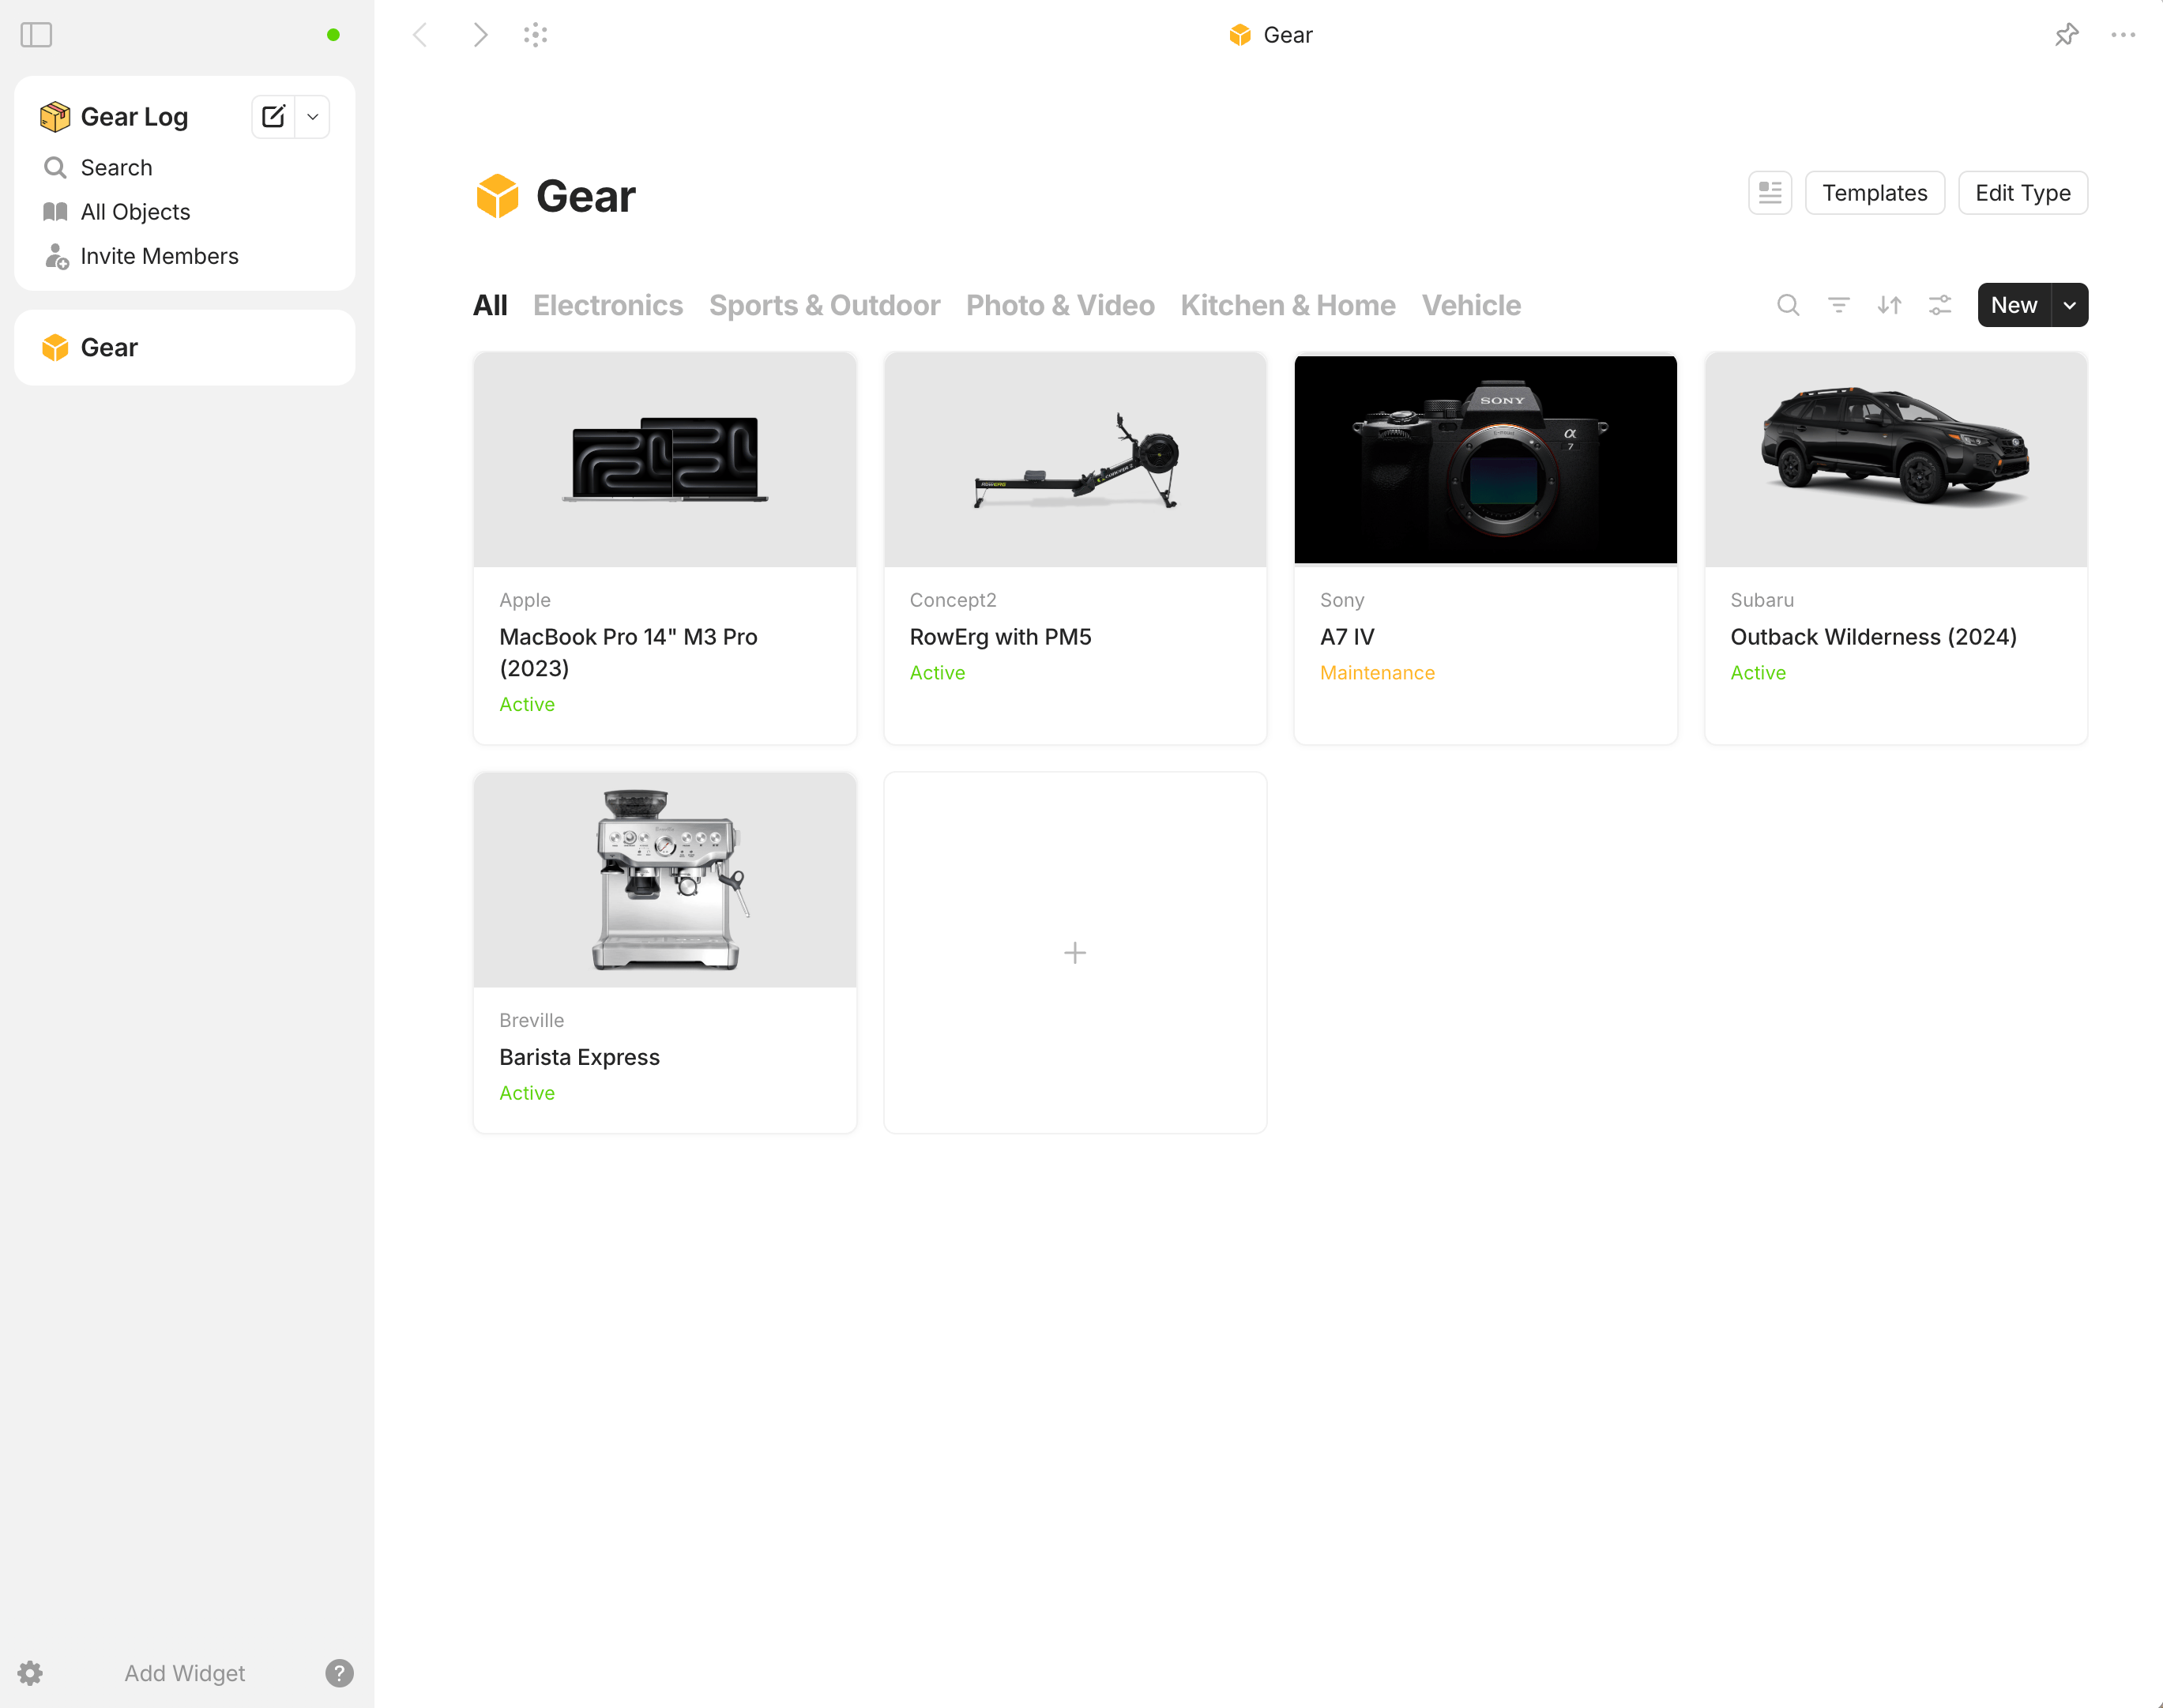 Gear
Gear Log
Search
All Objects
Invite Members
Gear
Gear
Templates
Edit Type
All
Electronics
Sports & Outdoor
Photo & Video
Kitchen & Home
Vehicle
New
SONY
α
7
Apple
MacBook Pro 14" M3 Pro
(2023)
Active
Concept2
RowErg with PM5
Active
Sony
A7 IV
Maintenance
Subaru
Outback Wilderness (2024)
Active
Breville
Barista Express
Active
Add Widget
?